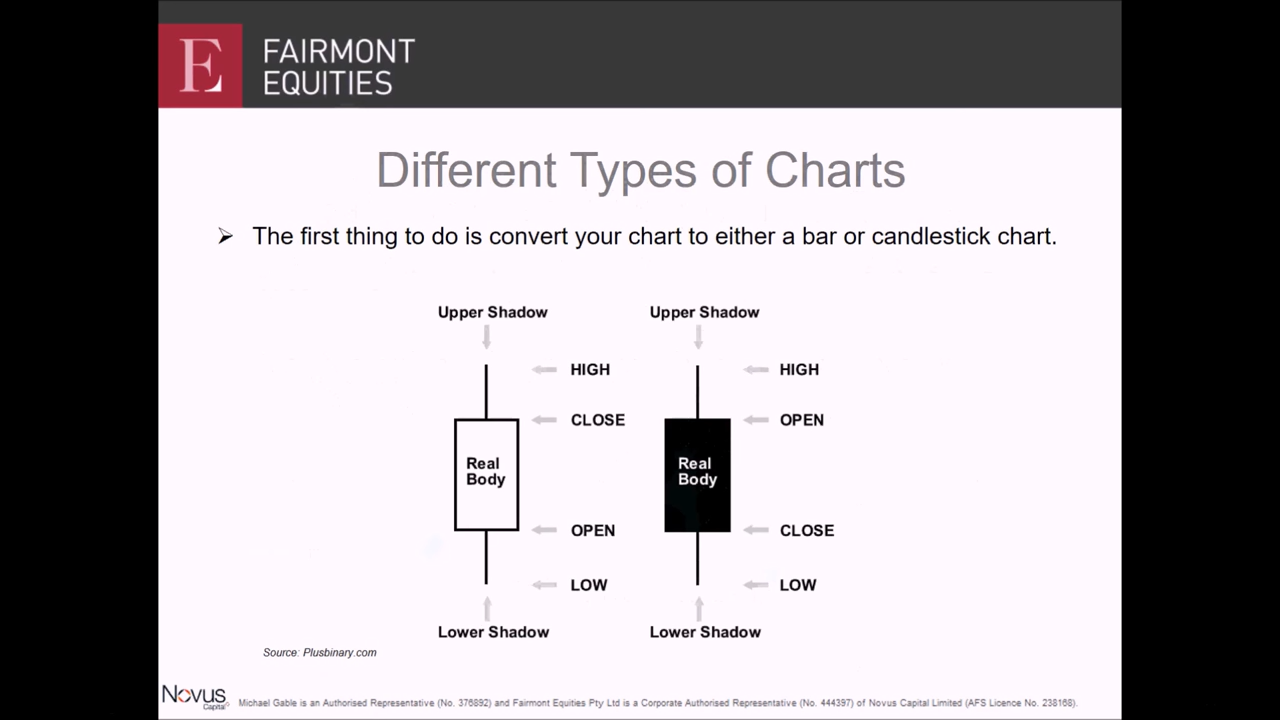 E
FAIRMONT
EQUITIES
Different Types of Charts
The first thing to do is convert your chart to either a bar or candlestick chart.
Upper Shadow
HIGH
CLOSE
Real
Body
OPEN
LOW
Lower Shadow
Upper Shadow
HIGH
OPEN
Real
Body
CLOSE
LOW
Lower Shadow
Source: Plusbinary.com
Novus
Capital
Michael Gable is an Authorised Representative (No. 376892) and Fairmont Equities Pty Ltd is a Corporate Authorised Representative (No. 444397) of Novus Capital Limited (AFS Licence No. 238168).